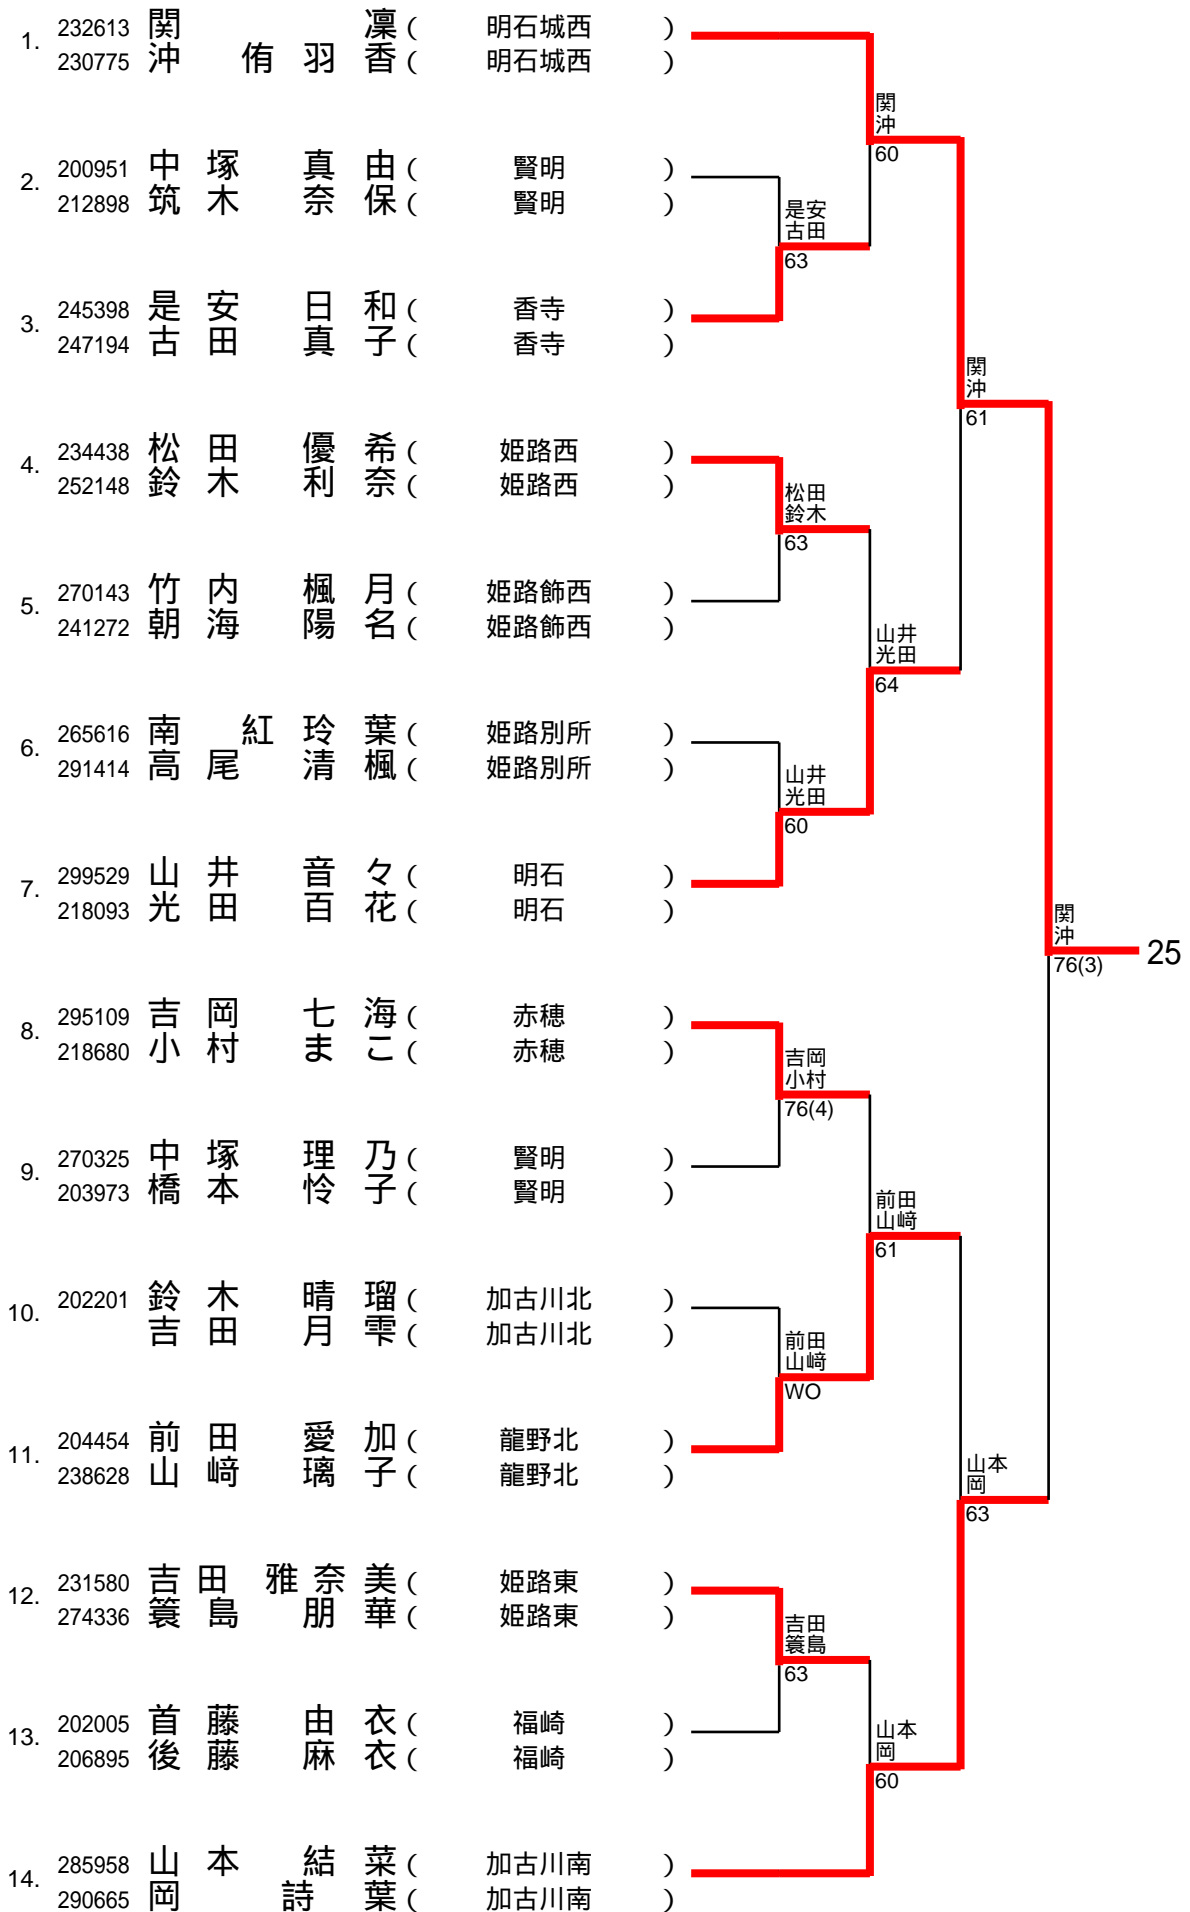 1. 232613 関 凜 ( 明石城西 )
230775 沖 侑羽香 ( 明石城西 )
関
沖
60
2. 200951 中塚 真由 ( 賢明 )
212898 筑木 奈保 ( 賢明 )
是安
古田
63
3. 245398 是安 日和 ( 香寺 )
247194 古田 真子 ( 香寺 )
関
沖
61
4. 234438 松田 優希 ( 姫路西 )
252148 鈴木 利奈 ( 姫路西 )
松田
鈴木
63
5. 270143 竹内 楓月 ( 姫路飾西 )
241272 朝海 陽名 ( 姫路飾西 )
山井
光田
64
6. 265616 南 紅玲葉 ( 姫路別所 )
291414 高尾 清楓 ( 姫路別所 )
山井
光田
60
7. 299529 山井 音々 ( 明石 )
218093 光田 百花 ( 明石 )
関
沖
76(3)
25
8. 295109 吉岡 七海 ( 赤穂 )
218680 小村 まこ ( 赤穂 )
吉岡
小村
76(4)
9. 270325 中塚 理乃 ( 賢明 )
203973 橋本 怜子 ( 賢明 )
前田
山﨑
61
10. 202201 鈴木 晴瑠 ( 加古川北 )
吉田 月雫 ( 加古川北 )
前田
山﨑
WO
11. 204454 前田 愛加 ( 龍野北 )
238628 山﨑 璃子 ( 龍野北 )
山本
岡
63
12. 231580 吉田 雅奈美 ( 姫路東 )
274336 簑島 朋華 ( 姫路東 )
吉田
簑島
63
13. 202005 首藤 由衣 ( 福崎 )
206895 後藤 麻衣 ( 福崎 )
山本
岡
60
14. 285958 山本 結菜 ( 加古川南 )
290665 岡 詩葉 ( 加古川南 )